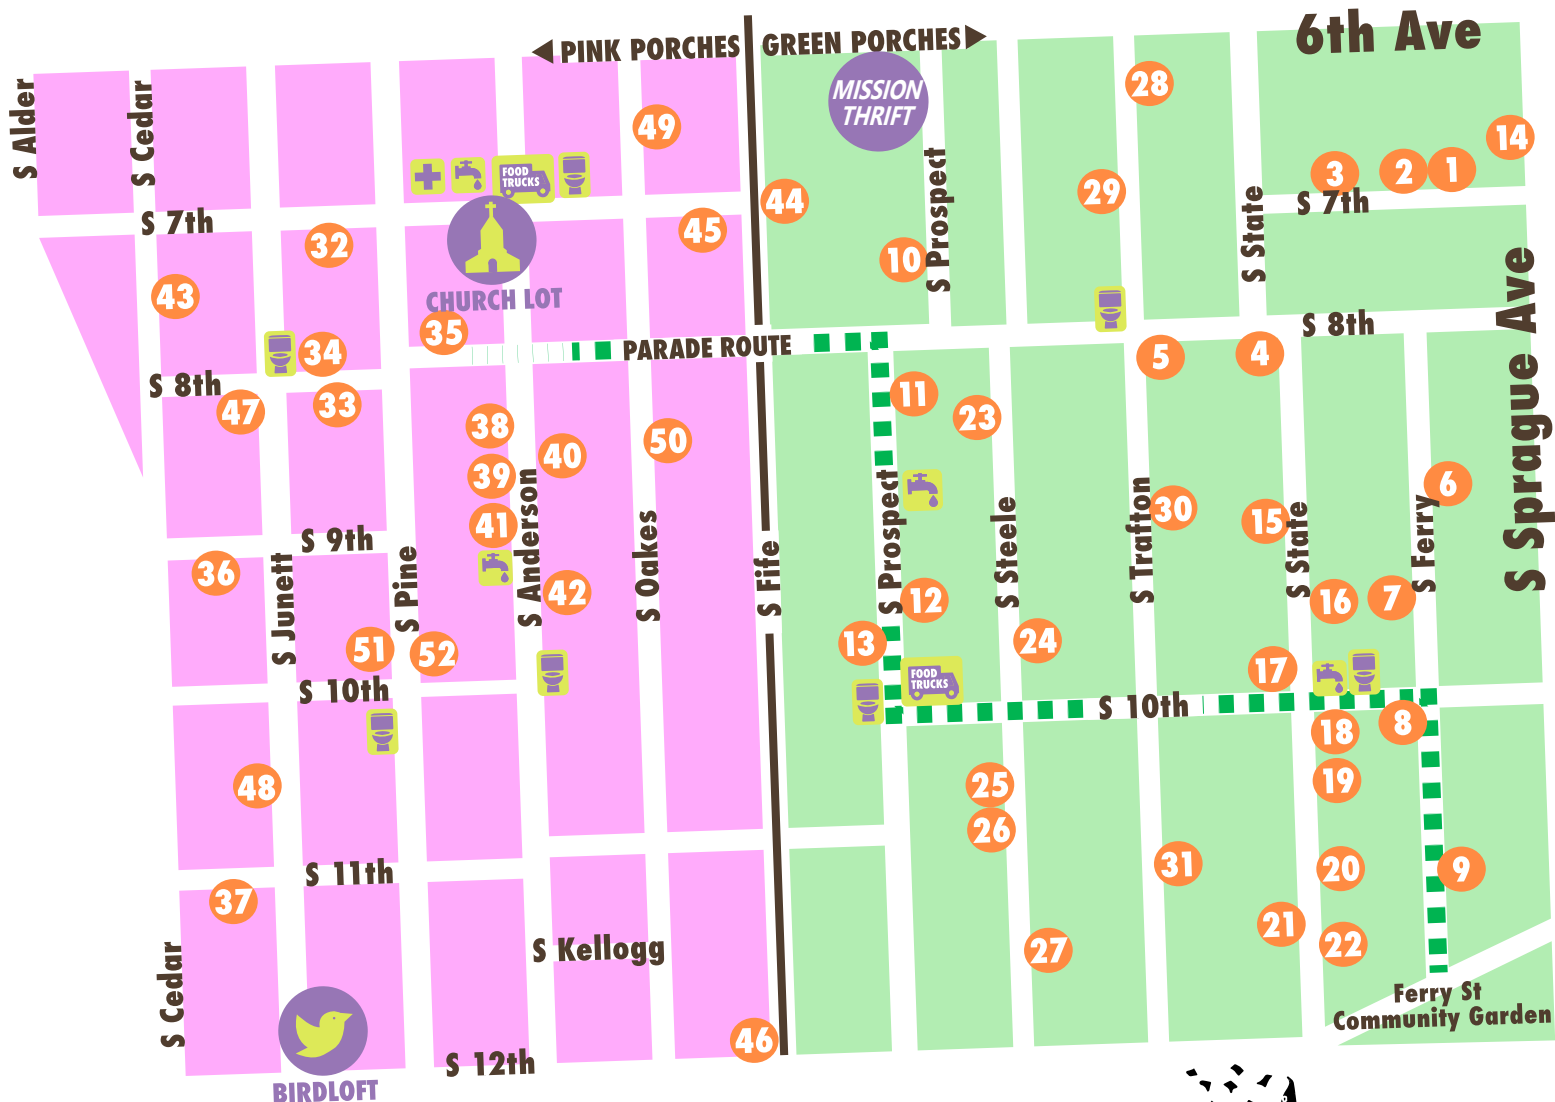 6th Ave
PINK PORCHES
GREEN PORCHES
MISSION
THRIFT
S Alder
S Cedar
49
28
14
FOOD
TRUCKS
3
2
1
44
29
S Prospect
S State
S 7th
S 7th
32
45
10
CHURCH LOT
43
35
34
PARADE ROUTE
S 8th
S Sprague Ave
5
4
S 8th
47
33
11
23
38
40
50
39
6
41
S Anderson
S Prospect
30
15
S 9th
36
S Junett
S Pine
S Oakes
S Fife
S Steele
S Trafton
S State
S Ferry
42
12
16
7
51
52
13
24
17
FOOD
TRUCKS
S 10th
S 10th
18
8
48
25
19
26
S 11th
31
20
9
37
21
22
S Kellogg
27
S Cedar
Ferry St
Community Garden
46
S 12th
BIRDLOFT